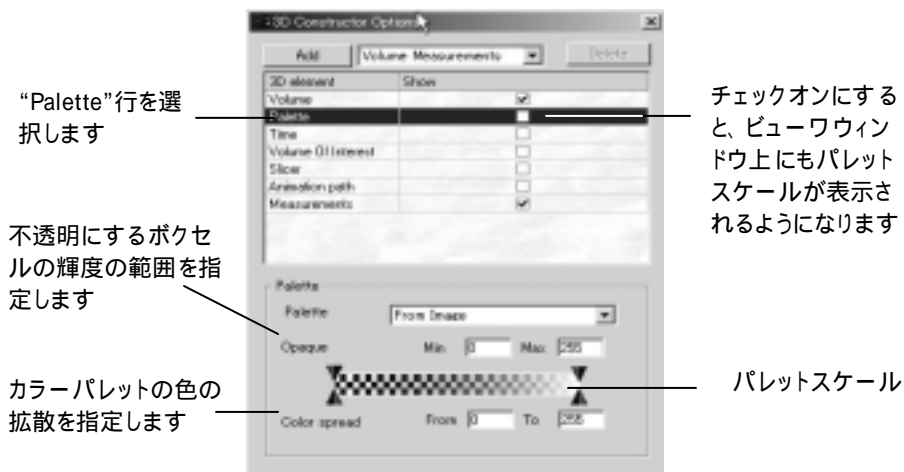 3D Constructor Options
Add
Volume Measurements
Delete
3D element Show
Volume
Palette
Time
Volume Of Interest
Slicer
Animation path
Measurements
“Palette”行を選
択します
チェックオンにする
と、ビューワウィン
ドウ上にもパレット
スケールが表示さ
れるようになります
不透明にするボクセ
ルの輝度の範囲を指
定します
Palette
Palette From Image
Opaque Min 0 Max 255
カラーパレットの色の
拡散を指定します
パレットスケール
Color spread From 0 To 255